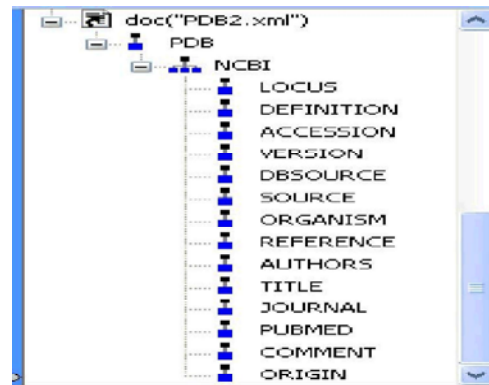 doc("PDB2.xml")
PDB
NCBI
LOCUS
DEFINITION
ACCESSION
VERSION
DBSOURCE
SOURCE
ORGANISM
REFERENCE
AUTHORS
TITLE
JOURNAL
PUBMED
COMMENT
ORIGIN